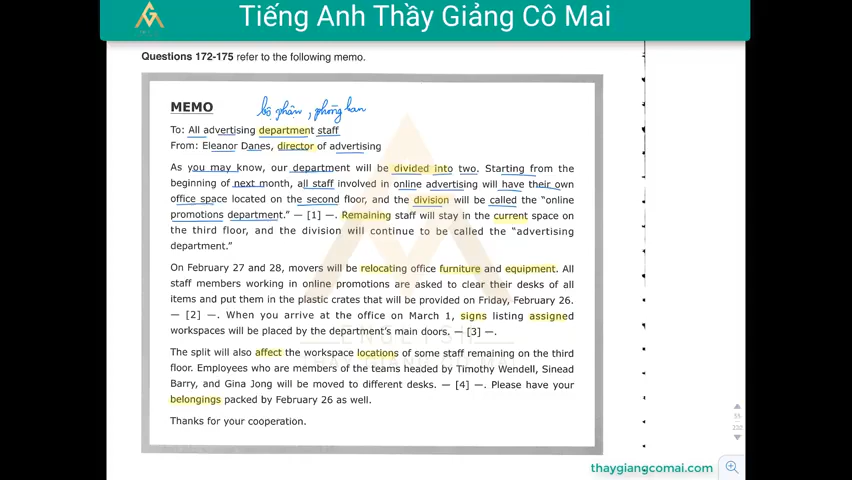 Tiếng Anh Thầy Giảng Cô Mai
Questions 172-175 refer to the following memo.
MEMO
bộ phân, phòng ban
To: All advertising department staff
From: Eleanor Danes, director of advertising
As you may know, our department will be divided into two. Starting from the
beginning of next month, all staff involved in online advertising will have their own
office space located on the second floor, and the division will be called the "online
promotions department." — [1] —. Remaining staff will stay in the current space on
the third floor, and the division will continue to be called the "advertising
department."
On February 27 and 28, movers will be relocating office furniture and equipment. All
staff members working in online promotions are asked to clear their desks of all
items and put them in the plastic crates that will be provided on Friday, February 26.
— [2] —. When you arrive at the office on March 1, signs listing assigned
workspaces will be placed by the department's main doors. — [3] —.
The split will also affect the workspace locations of some staff remaining on the third
floor. Employees who are members of the teams headed by Timothy Wendell, Sinead
Barry, and Gina Jong will be moved to different desks. — [4] —. Please have your
belongings packed by February 26 as well.
Thanks for your cooperation.
ENGLISH
55
thaygiangcomai.com